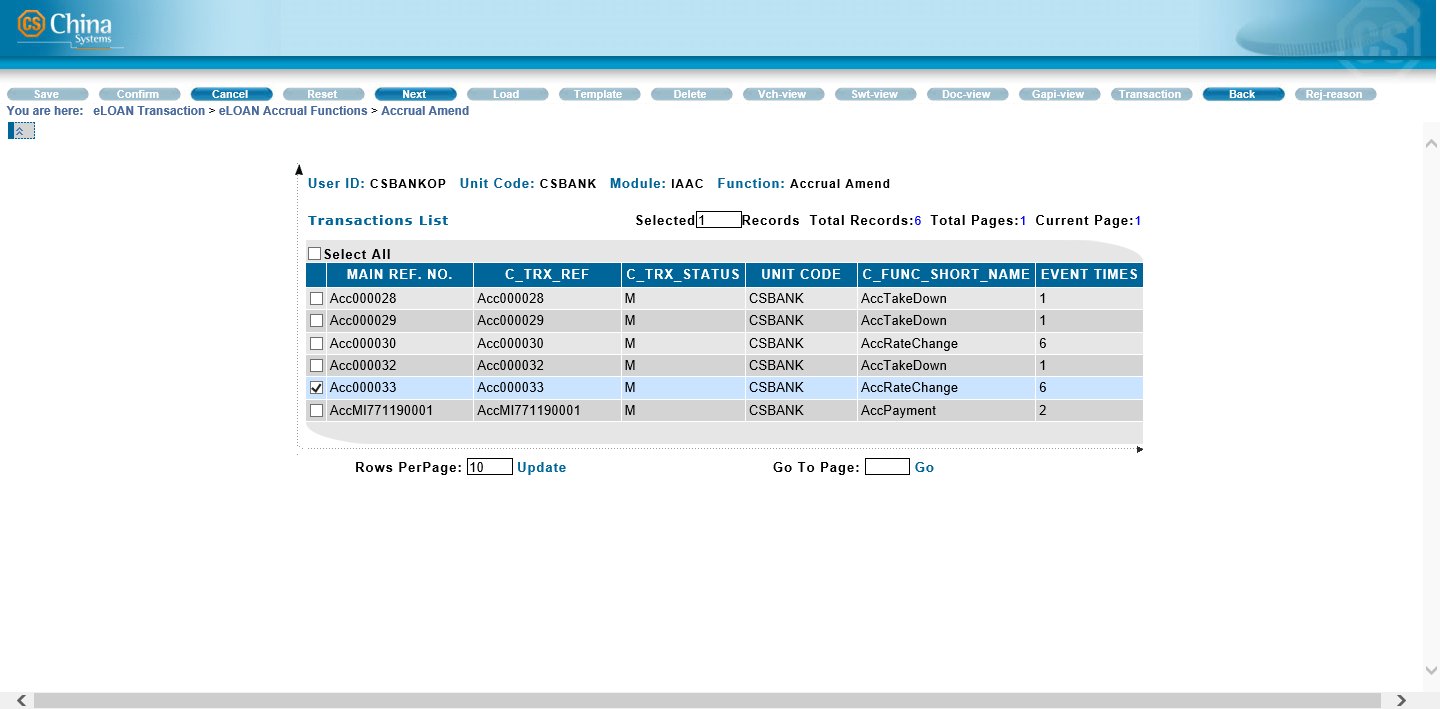 CS China
Systems
Save Confirm Cancel Reset Next Load Template Delete Vch-view Swt-view Doc-view Gapi-view Transaction Back Rej-reason
You are here: eLOAN Transaction > eLOAN Accrual Functions > Accrual Amend
User ID: CSBANKOP Unit Code: CSBANK Module: IAAC Function: Accrual Amend
Transactions List Selected 1 Records Total Records:6 Total Pages:1 Current Page:1
Select All
MAIN REF. NO. C_TRX_REF C_TRX_STATUS UNIT CODE C_FUNC_SHORT_NAME EVENT TIMES
Acc000028 Acc000028 M CSBANK AccTakeDown 1
Acc000029 Acc000029 M CSBANK AccTakeDown 1
Acc000030 Acc000030 M CSBANK AccRateChange 6
Acc000032 Acc000032 M CSBANK AccTakeDown 1
Acc000033 Acc000033 M CSBANK AccRateChange 6
AccMI771190001 AccMI771190001 M CSBANK AccPayment 2
Rows PerPage: 10 Update Go To Page: Go